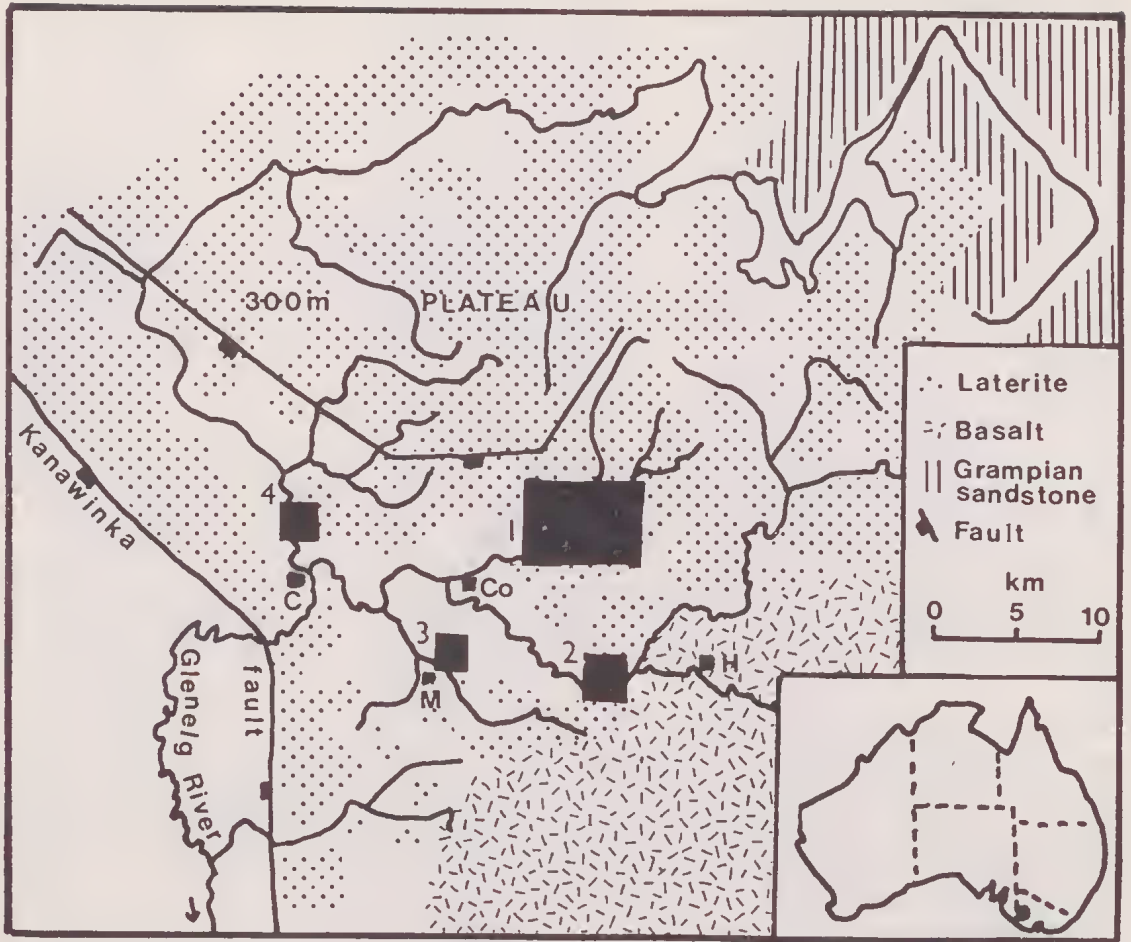 300m PLATEAU
Kanawinka
fault
Glenelg River
4
1
C
Co
3
2
M
H
Laterite
Basalt
Grampian
sandstone
Fault
km
0 5 10